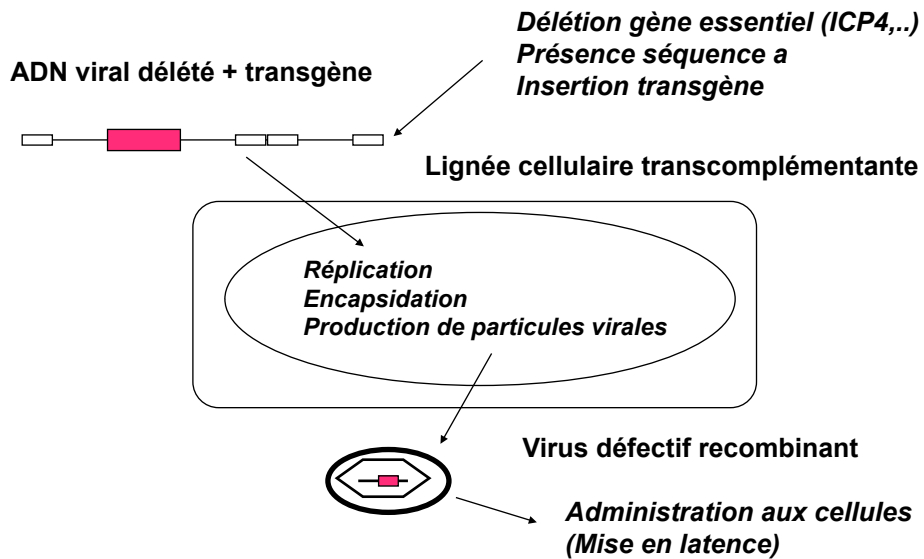 Délétion gène essentiel (ICP4,..)
Présence séquence a
Insertion transgène
ADN viral délété + transgène
Lignée cellulaire transcomplémentante
Réplication
Encapsidation
Production de particules virales
Virus défectif recombinant
Administration aux cellules
(Mise en latence)